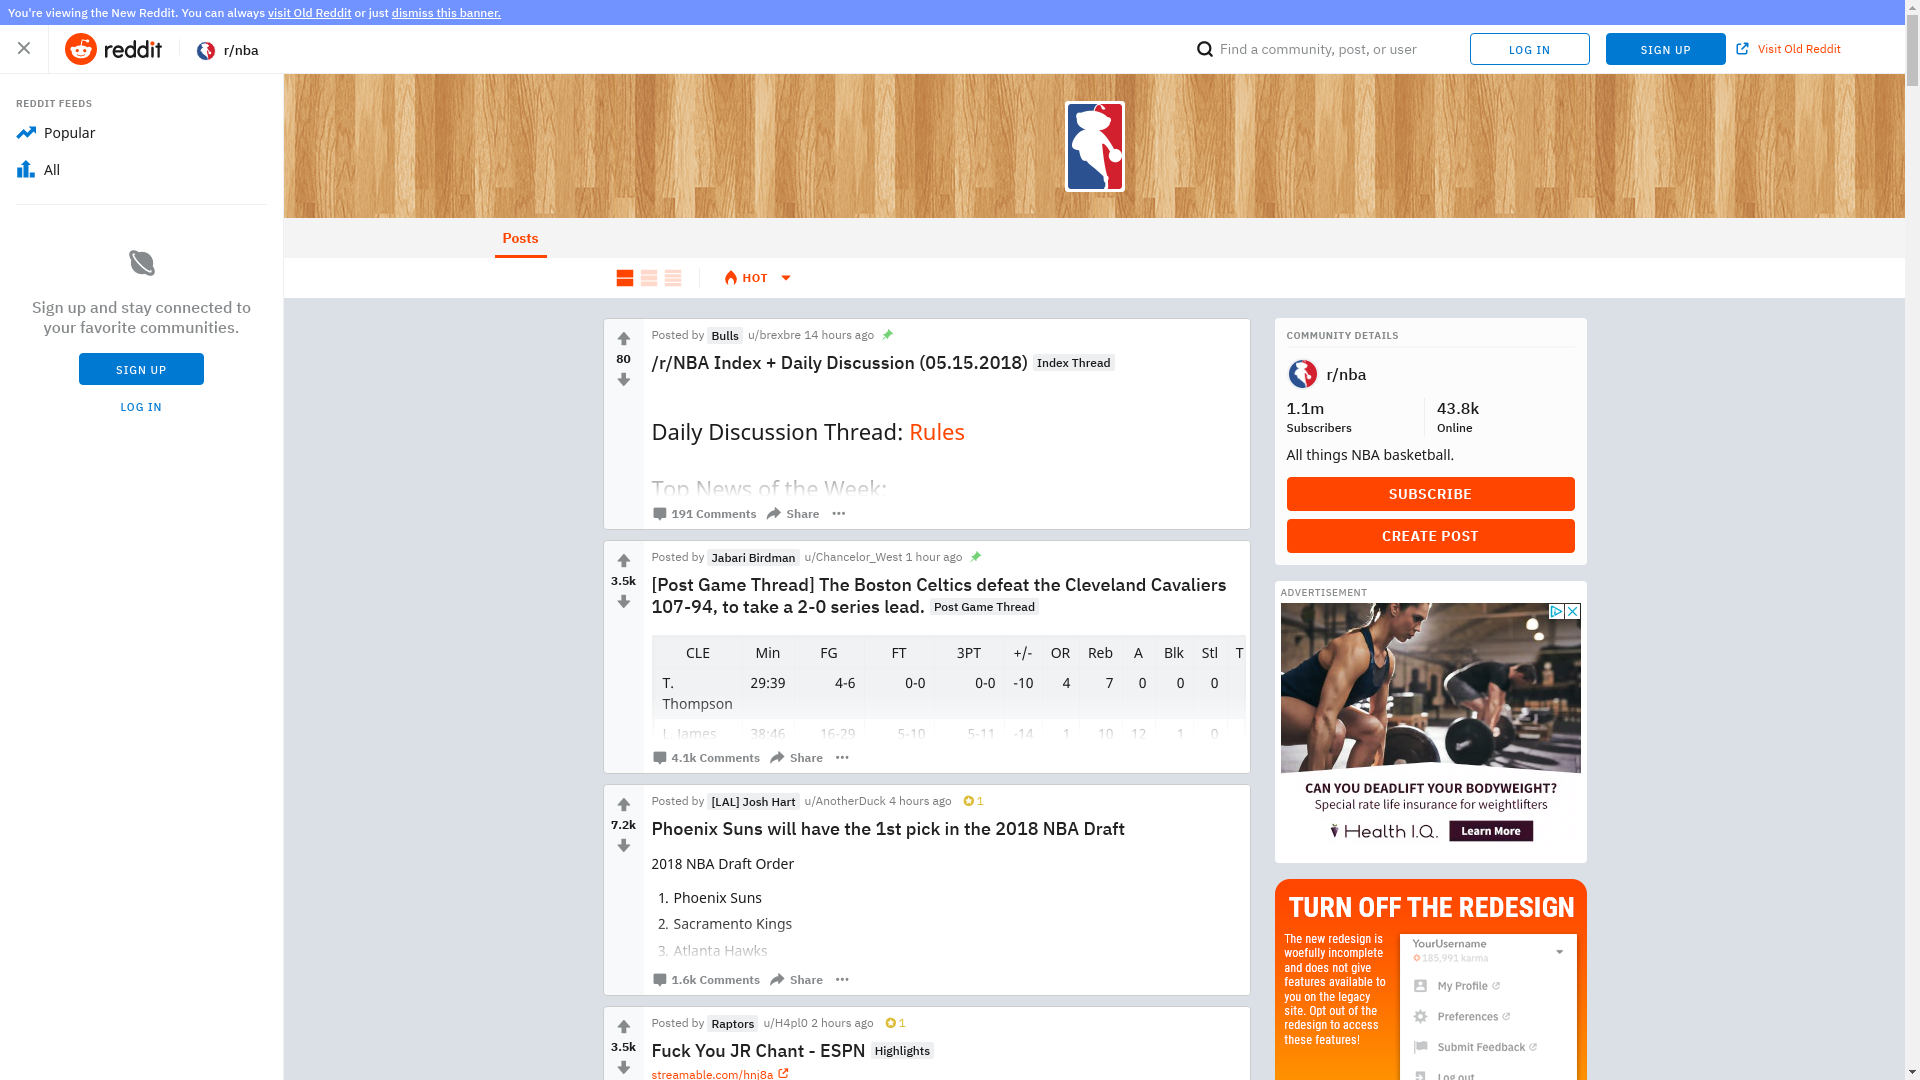 You're viewing the New Reddit. You can always visit Old Reddit or just dismiss this banner.
reddit
r/nba
Find a community, post, or user
LOG IN
SIGN UP
Visit Old Reddit
REDDIT FEEDS
Popular
All
Sign up and stay connected to
your favorite communities.
SIGN UP
LOG IN
Posts
HOT
Posted by Bulls u/brexbre 14 hours ago
80
/r/NBA Index + Daily Discussion (05.15.2018) Index Thread
Daily Discussion Thread: Rules
Top News of the Week:
191 Comments Share
Posted by Jabari Birdman u/Chancelor_West 1 hour ago
3.5k
[Post Game Thread] The Boston Celtics defeat the Cleveland Cavaliers
107-94, to take a 2-0 series lead. Post Game Thread
CLE Min FG FT 3PT +/- OR Reb A Blk Stl T
T. Thompson 29:39 4-6 0-0 0-0 -10 4 7 0 0 0
L. James 38:46 16-29 5-10 5-11 -14 1 10 12 1 0
4.1k Comments Share
Posted by [LAL] Josh Hart u/AnotherDuck 4 hours ago 1
7.2k
Phoenix Suns will have the 1st pick in the 2018 NBA Draft
2018 NBA Draft Order
1. Phoenix Suns
2. Sacramento Kings
3. Atlanta Hawks
1.6k Comments Share
Posted by Raptors u/H4pl0 2 hours ago 1
3.5k
Fuck You JR Chant - ESPN Highlights
streamable.com/hnj8a
COMMUNITY DETAILS
r/nba
1.1m
Subscribers
43.8k
Online
All things NBA basketball.
SUBSCRIBE
CREATE POST
ADVERTISEMENT
CAN YOU DEADLIFT YOUR BODYWEIGHT?
Special rate life insurance for weightlifters
Health I.Q.
Learn More
TURN OFF THE REDESIGN
The new redesign is
woefully incomplete
and does not give
features available to
you on the legacy
site. Opt out of the
redesign to access
these features!
YourUsername
185,991 karma
My Profile
Preferences
Submit Feedback
Log out